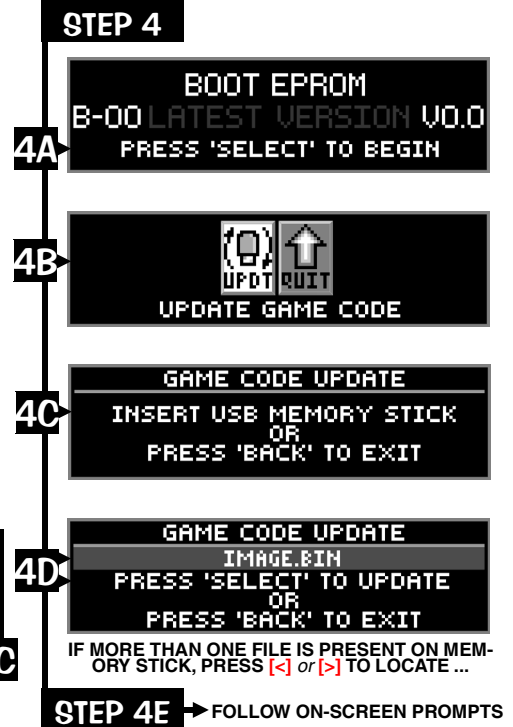 STEP 4
BOOT EPROM
B-00 LATEST VERSION V0.0
4A
PRESS 'SELECT' TO BEGIN
4B
UPDT QUIT
UPDATE GAME CODE
GAME CODE UPDATE
4C
INSERT USB MEMORY STICK
OR
PRESS 'BACK' TO EXIT
GAME CODE UPDATE
IMAGE.BIN
4D
PRESS 'SELECT' TO UPDATE
OR
PRESS 'BACK' TO EXIT
C
IF MORE THAN ONE FILE IS PRESENT ON MEM-
ORY STICK, PRESS [<] or [>] TO LOCATE ...
STEP 4E FOLLOW ON-SCREEN PROMPTS